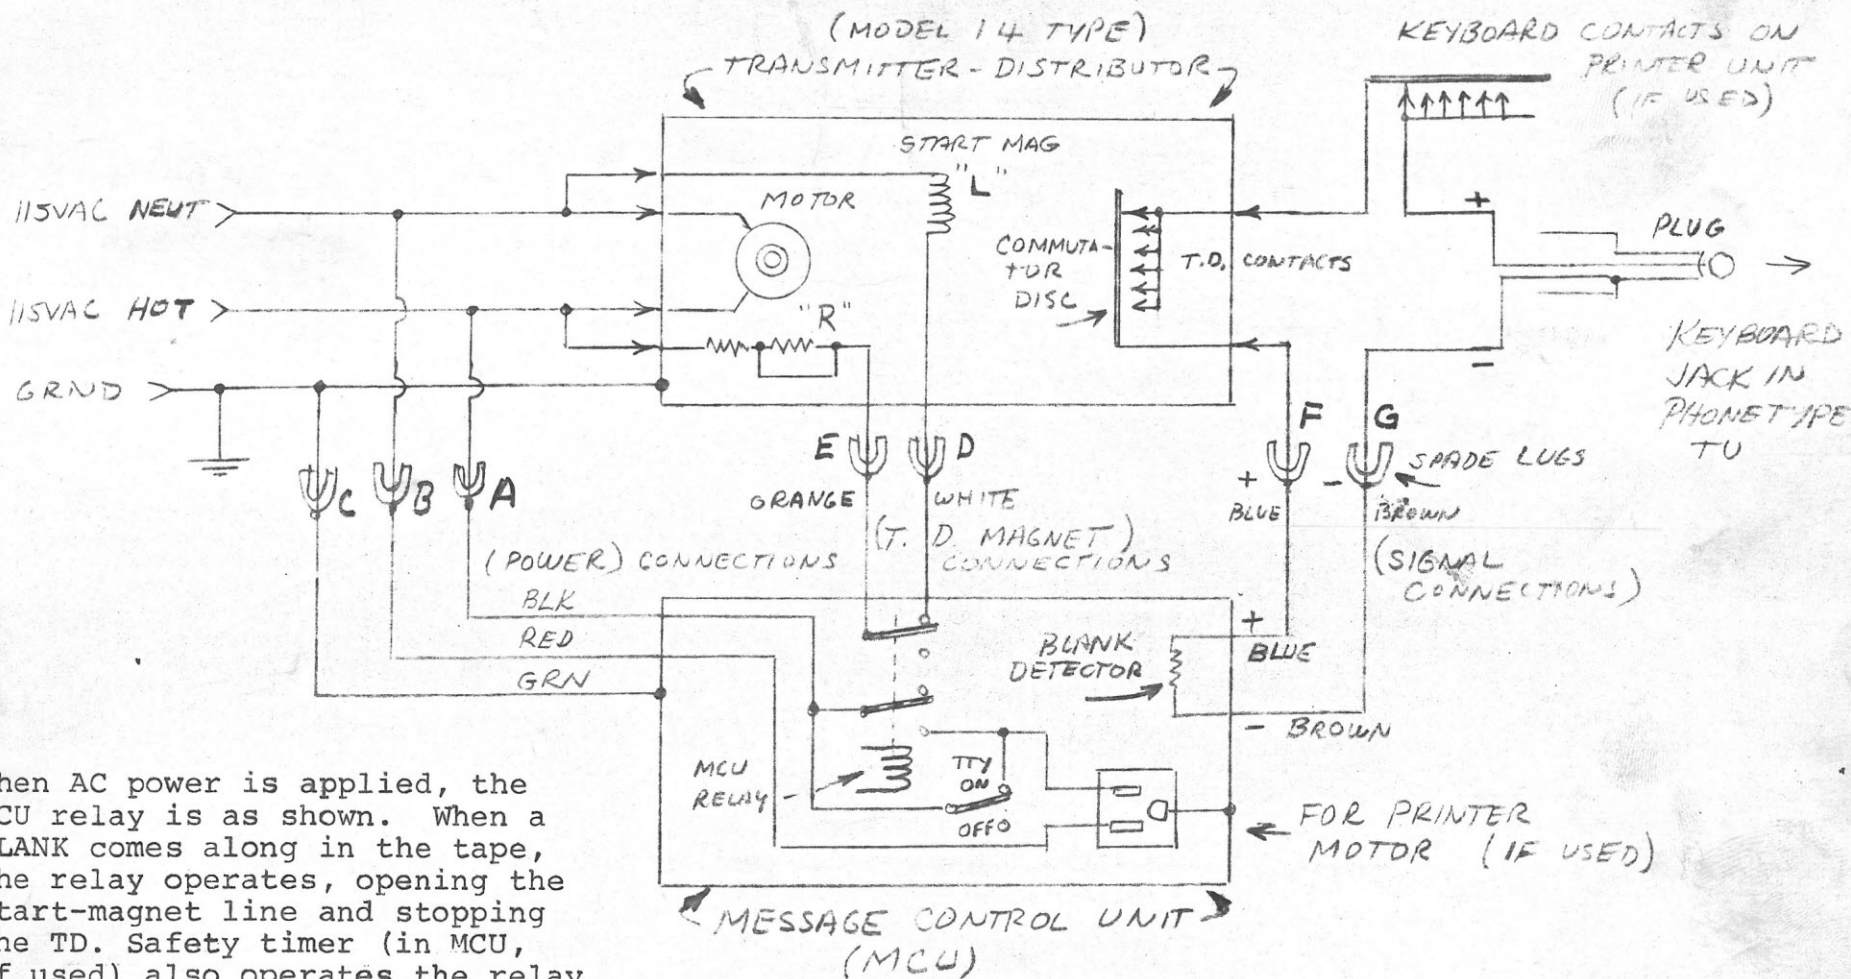 (MODEL 14 TYPE)
TRANSMITTER-DISTRIBUTOR
KEYBOARD CONTACTS ON
PRINTER UNIT
(IF USED)
START MAG
"L"
MOTOR
115VAC NEUT
COMMUTA-
TOR
DISC
T.D. CONTACTS
+
PLUG
115VAC HOT
"R"
GRND
-
KEYBOARD
JACK IN
PHONETYPE
TU
C
B
A
E
D
F
G
SPADE LUGS
+
-
ORANGE
WHITE
BLUE
BROWN
(POWER) CONNECTIONS
(T. D. MAGNET)
CONNECTIONS
(SIGNAL
CONNECTIONS)
BLK
RED
GRN
BLANK
DETECTOR
+
BLUE
- BROWN
MCU
RELAY
TTY
ON
OFF
FOR PRINTER
MOTOR (IF USED)
MESSAGE CONTROL UNIT
(MCU)
hen AC power is applied, the
CU relay is as shown. When a
LANK comes along in the tape,
he relay operates, opening the
tart-magnet line and stopping
he TD. Safety timer (in MCU,
f used) also operates the relay